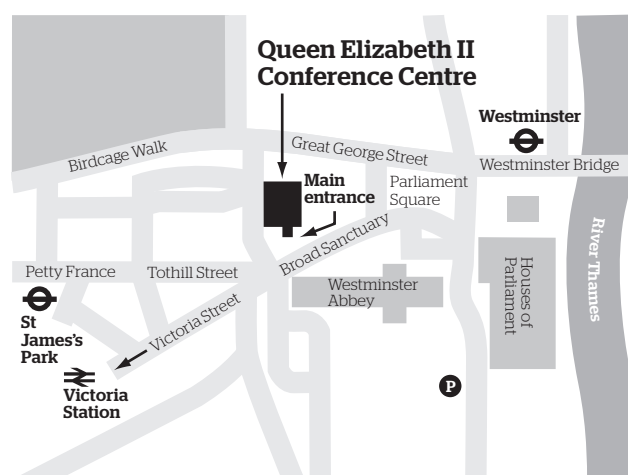 Queen Elizabeth II
Conference Centre
Westminster
Birdcage Walk
Great George Street
Westminster Bridge
Main
entrance
Parliament
Square
Broad Sanctuary
River Thames
Petty France
Tothill Street
Westminster
Abbey
Houses of
Parliament
St
James's
Park
Victoria Street
Victoria
Station
P